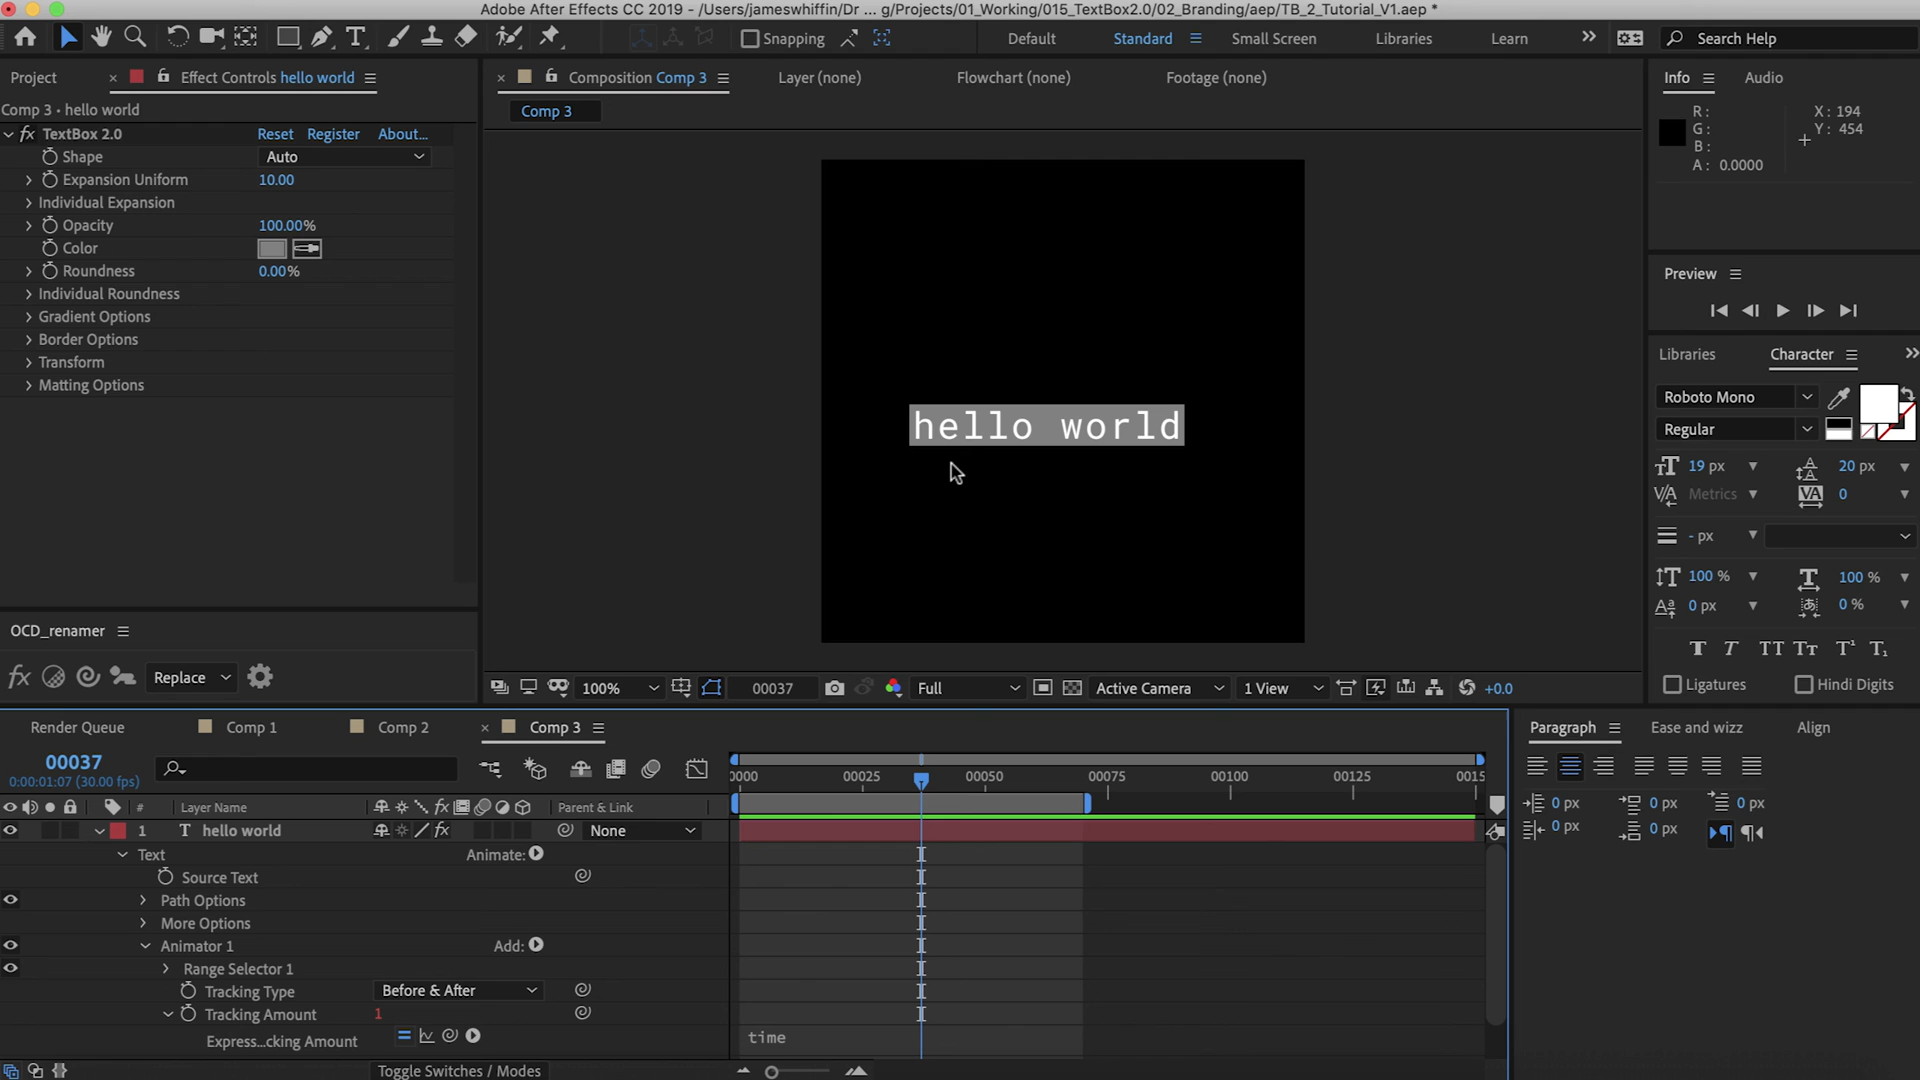 Adobe After Effects CC 2019 - /Users/jameswhiffin/Dr ... g/Projects/01_Working/015_TextBox2.0/02_Branding/aep/TB_2_Tutorial_V1.aep *
Snapping
Default
Standard
Small Screen
Libraries
Learn
Search Help
Project
Effect Controls hello world
Composition Comp 3
Layer (none)
Flowchart (none)
Footage (none)
Info
Audio
Comp 3 • hello world
Comp 3
R :
G :
B :
A : 0.0000
X : 194
Y : 454
fx TextBox 2.0
Reset
Register
About...
Shape
Auto
Expansion Uniform
10.00
Individual Expansion
Opacity
100.00%
Color
Roundness
0.00%
Individual Roundness
Gradient Options
Border Options
Transform
Matting Options
hello world
Preview
Libraries
Character
Roboto Mono
Regular
19 px
20 px
Metrics
0
- px
100 %
100 %
0 px
0 %
Ligatures
Hindi Digits
OCD_renamer
fx
Replace
100%
00037
Full
Active Camera
1 View
+0.0
Render Queue
Comp 1
Comp 2
Comp 3
Paragraph
Ease and wizz
Align
00037
0:00:01:07 (30.00 fps)
0000
00025
00050
00075
00100
00125
0015
0 px
0 px
0 px
0 px
0 px
#
Layer Name
Parent & Link
1
T
hello world
None
Text
Animate:
Source Text
Path Options
More Options
Animator 1
Add:
Range Selector 1
Tracking Type
Before & After
Tracking Amount
1
Express...cking Amount
time
Toggle Switches / Modes